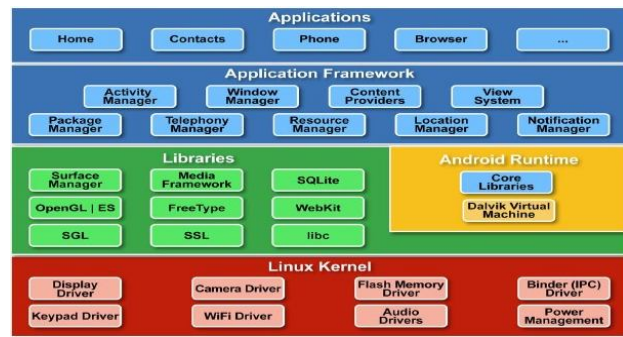 Applications
Home
Contacts
Phone
Browser
...
Application Framework
Activity
Manager
Window
Manager
Content
Providers
View
System
Package
Manager
Telephony
Manager
Resource
Manager
Location
Manager
Notification
Manager
Libraries
Surface
Manager
Media
Framework
SQLite
OpenGL | ES
FreeType
WebKit
SGL
SSL
libc
Android Runtime
Core
Libraries
Dalvik Virtual
Machine
Linux Kernel
Display
Driver
Camera Driver
Flash Memory
Driver
Binder (IPC)
Driver
Keypad Driver
WiFi Driver
Audio
Drivers
Power
Management